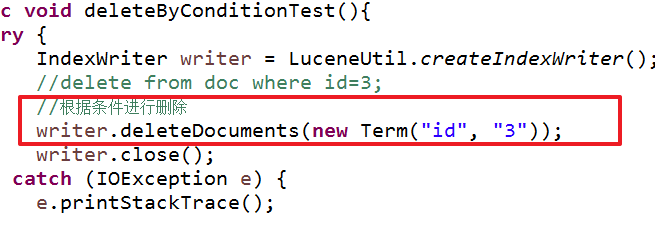 c void deleteByConditionTest(){
ry {
IndexWriter writer = LuceneUtil.createIndexWriter();
//delete from doc where id=3;
//根据条件进行删除
writer.deleteDocuments(new Term("id", "3"));
writer.close();
catch (IOException e) {
e.printStackTrace();